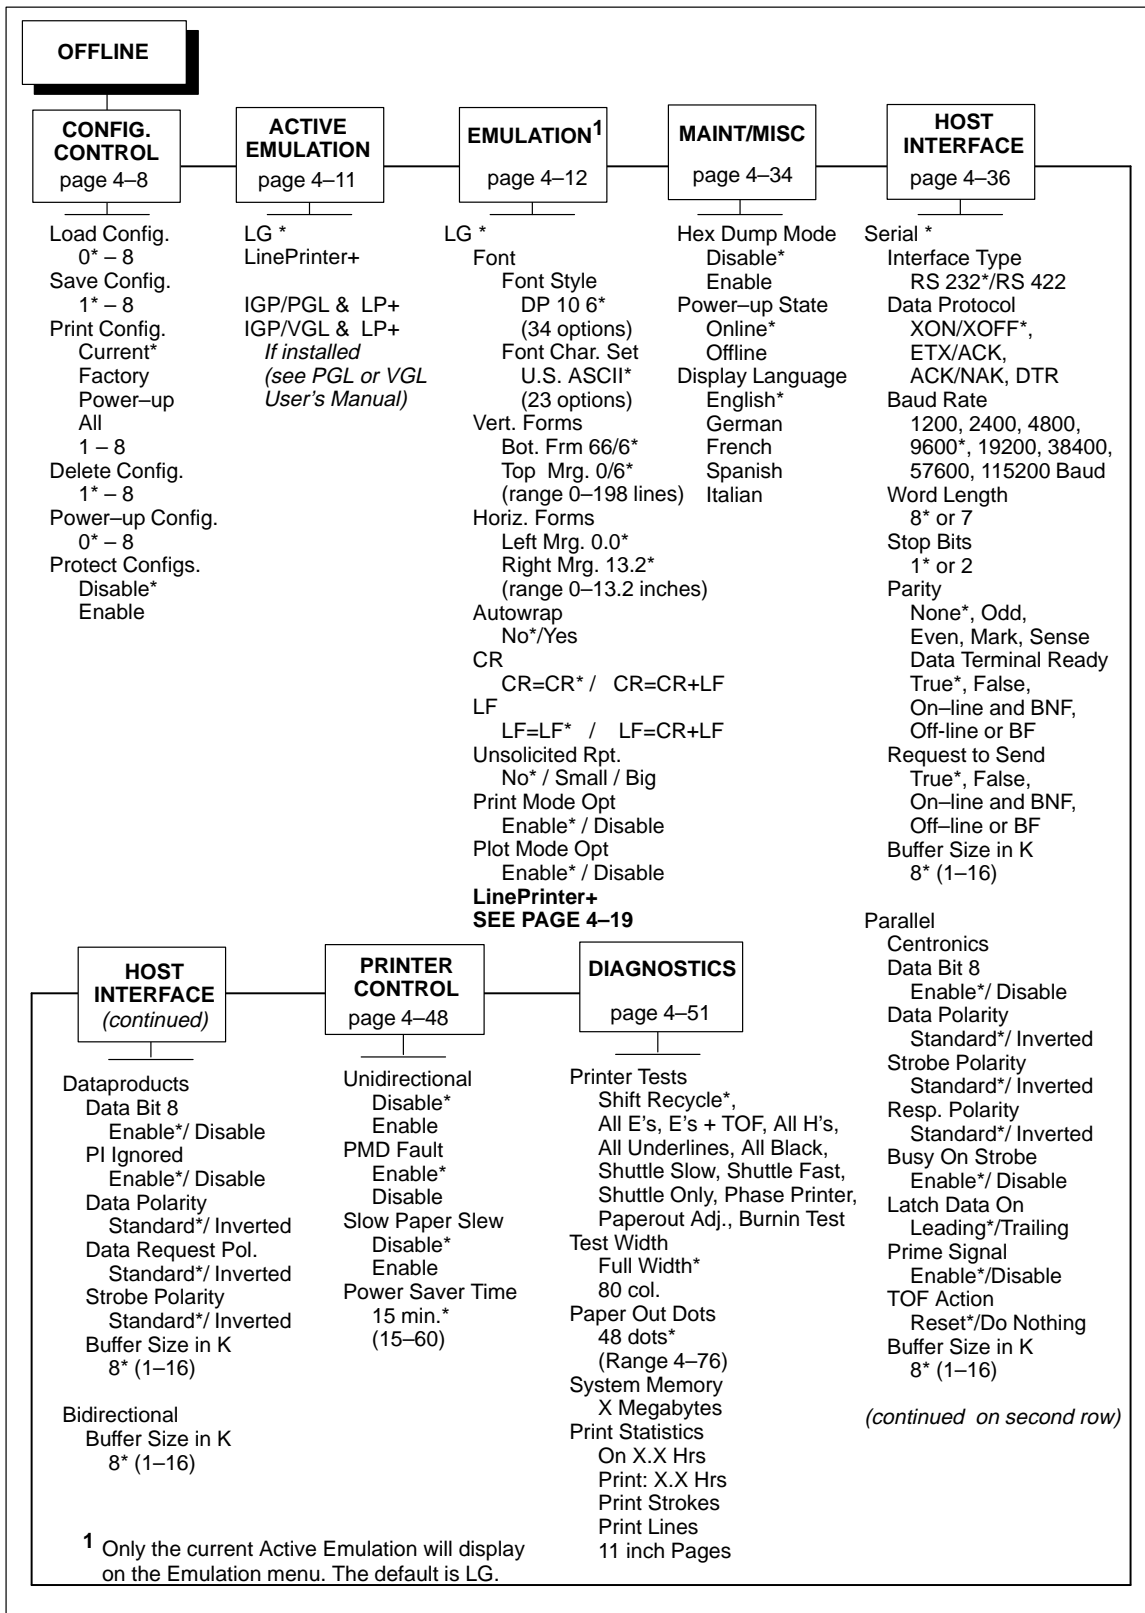 OFFLINE
CONFIG.
CONTROL
page 4–8
Load Config.
0* – 8
Save Config.
1* – 8
Print Config.
Current*
Factory
Power–up
All
1 – 8
Delete Config.
1* – 8
Power–up Config.
0* – 8
Protect Configs.
Disable*
Enable
ACTIVE
EMULATION
page 4–11
LG *
LinePrinter+
IGP/PGL & LP+
IGP/VGL & LP+
If installed
(see PGL or VGL
User's Manual)
EMULATION1
page 4–12
LG *
Font
Font Style
DP 10 6*
(34 options)
Font Char. Set
U.S. ASCII*
(23 options)
Vert. Forms
Bot. Frm 66/6*
Top Mrg. 0/6*
(range 0–198 lines)
Horiz. Forms
Left Mrg. 0.0*
Right Mrg. 13.2*
(range 0–13.2 inches)
Autowrap
No*/Yes
CR
CR=CR* / CR=CR+LF
LF
LF=LF* / LF=CR+LF
Unsolicited Rpt.
No* / Small / Big
Print Mode Opt
Enable* / Disable
Plot Mode Opt
Enable* / Disable
LinePrinter+
SEE PAGE 4–19
MAINT/MISC
page 4–34
Hex Dump Mode
Disable*
Enable
Power–up State
Online*
Offline
Display Language
English*
German
French
Spanish
Italian
HOST
INTERFACE
page 4–36
Serial *
Interface Type
RS 232*/RS 422
Data Protocol
XON/XOFF*,
ETX/ACK,
ACK/NAK, DTR
Baud Rate
1200, 2400, 4800,
9600*, 19200, 38400,
57600, 115200 Baud
Word Length
8* or 7
Stop Bits
1* or 2
Parity
None*, Odd,
Even, Mark, Sense
Data Terminal Ready
True*, False,
On–line and BNF,
Off-line or BF
Request to Send
True*, False,
On–line and BNF,
Off–line or BF
Buffer Size in K
8* (1–16)
Parallel
Centronics
Data Bit 8
Enable*/ Disable
Data Polarity
Standard*/ Inverted
Strobe Polarity
Standard*/ Inverted
Resp. Polarity
Standard*/ Inverted
Busy On Strobe
Enable*/ Disable
Latch Data On
Leading*/Trailing
Prime Signal
Enable*/Disable
TOF Action
Reset*/Do Nothing
Buffer Size in K
8* (1–16)
(continued on second row)
HOST
INTERFACE
(continued)
Dataproducts
Data Bit 8
Enable*/ Disable
PI Ignored
Enable*/ Disable
Data Polarity
Standard*/ Inverted
Data Request Pol.
Standard*/ Inverted
Strobe Polarity
Standard*/ Inverted
Buffer Size in K
8* (1–16)
Bidirectional
Buffer Size in K
8* (1–16)
PRINTER
CONTROL
page 4–48
Unidirectional
Disable*
Enable
PMD Fault
Enable*
Disable
Slow Paper Slew
Disable*
Enable
Power Saver Time
15 min.*
(15–60)
DIAGNOSTICS
page 4–51
Printer Tests
Shift Recycle*,
All E's, E's + TOF, All H's,
All Underlines, All Black,
Shuttle Slow, Shuttle Fast,
Shuttle Only, Phase Printer,
Paperout Adj., Burnin Test
Test Width
Full Width*
80 col.
Paper Out Dots
48 dots*
(Range 4–76)
System Memory
X Megabytes
Print Statistics
On X.X Hrs
Print: X.X Hrs
Print Strokes
Print Lines
11 inch Pages
1 Only the current Active Emulation will display
on the Emulation menu. The default is LG.